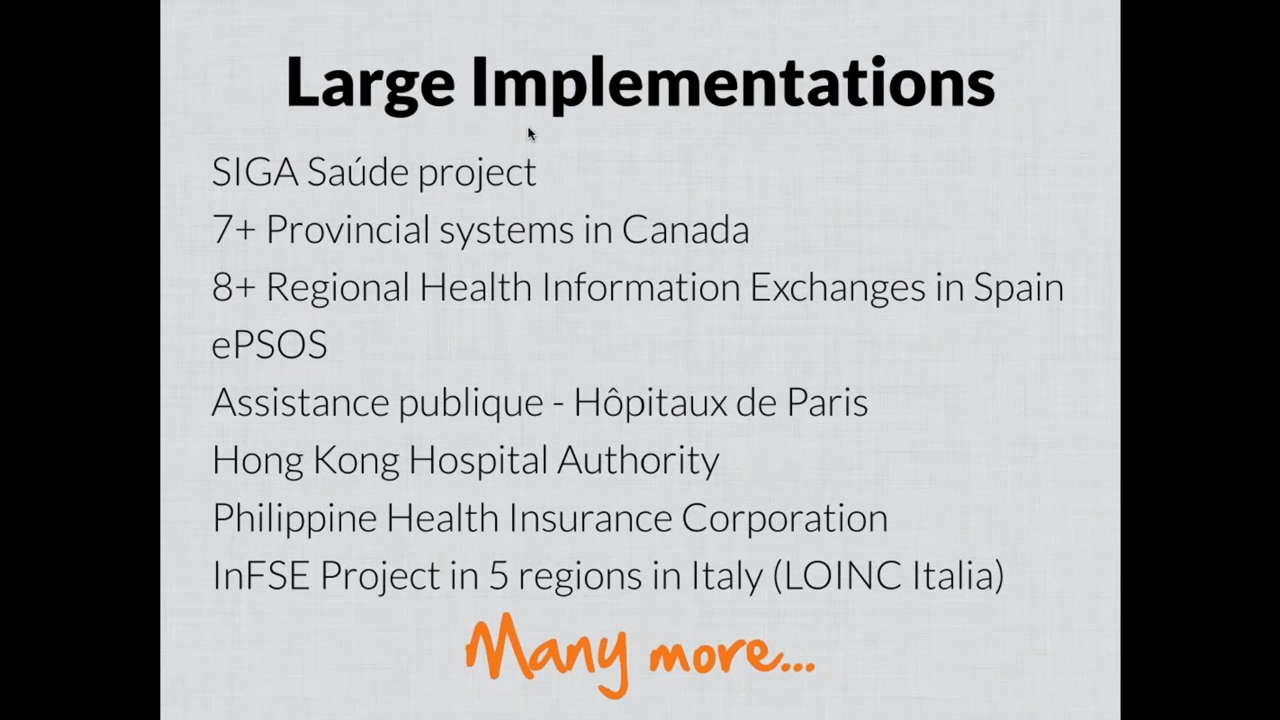 Large Implementations
SIGA Saúde project
7+ Provincial systems in Canada
8+ Regional Health Information Exchanges in Spain
ePSOS
Assistance publique - Hôpitaux de Paris
Hong Kong Hospital Authority
Philippine Health Insurance Corporation
InFSE Project in 5 regions in Italy (LOINC Italia)
Many more...